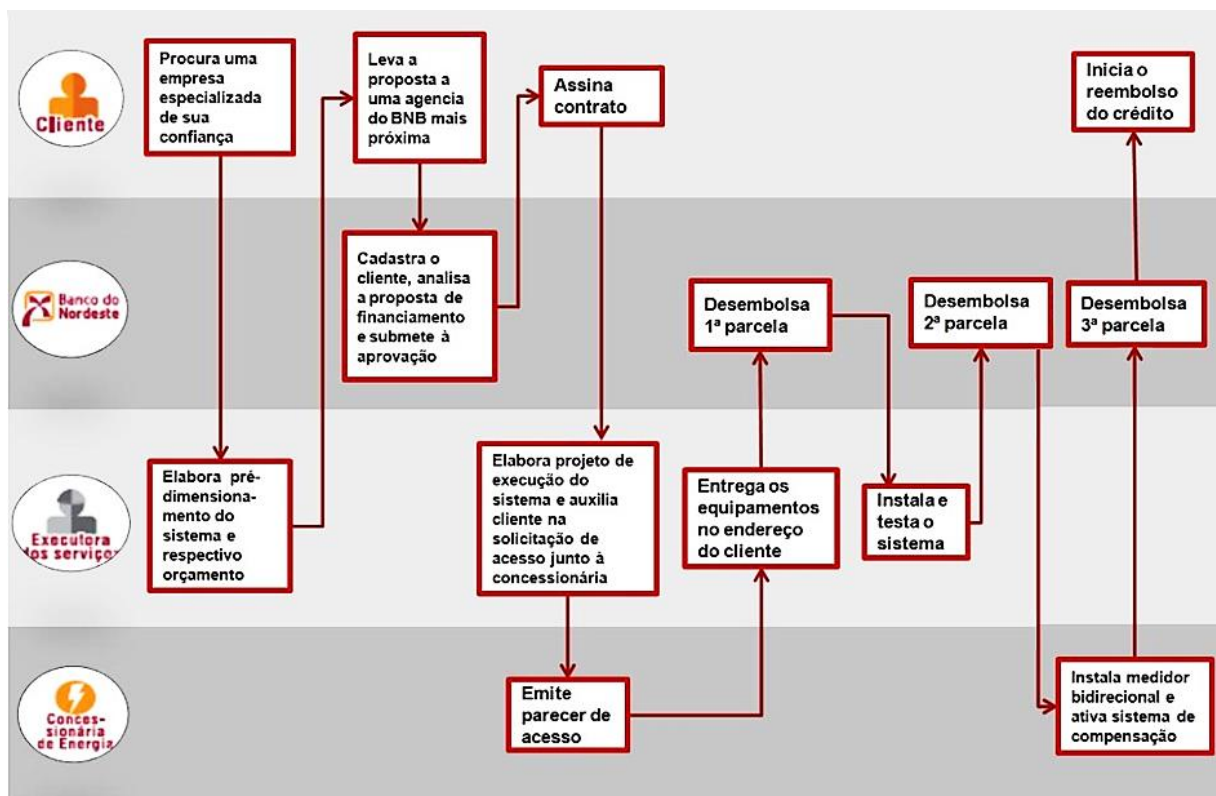 Cliente
Procura uma
empresa
especializada
de sua
confiança
Leva a
proposta a
uma agencia
do BNB mais
próxima
Assina
contrato
Inicia o
reembolso
do crédito
Banco do
Nordeste
Cadastra o
cliente, analisa
a proposta de
financiamento
e submete à
aprovação
Desembolsa
1ª parcela
Desembolsa
2ª parcela
Desembolsa
3ª parcela
Executora
dos serviços
Elabora pré-
dimensiona-
mento do
sistema e
respectivo
orçamento
Elabora projeto de
execução do
sistema e auxilia
cliente na
solicitação de
acesso junto à
concessionária
Entrega os
equipamentos
no endereço
do cliente
Instala e
testa o
sistema
Conces-
sionária
de Energia
Emite
parecer de
acesso
Instala medidor
bidirecional e
ativa sistema de
compensação